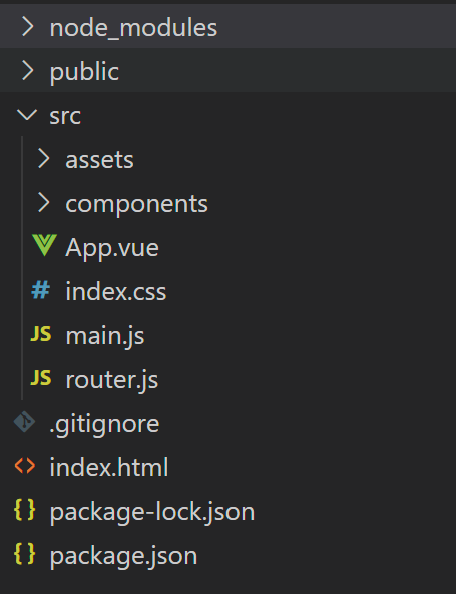 node_modules
public
src
assets
components
App.vue
# index.css
JS main.js
JS router.js
.gitignore
<> index.html
{} package-lock.json
{} package.json